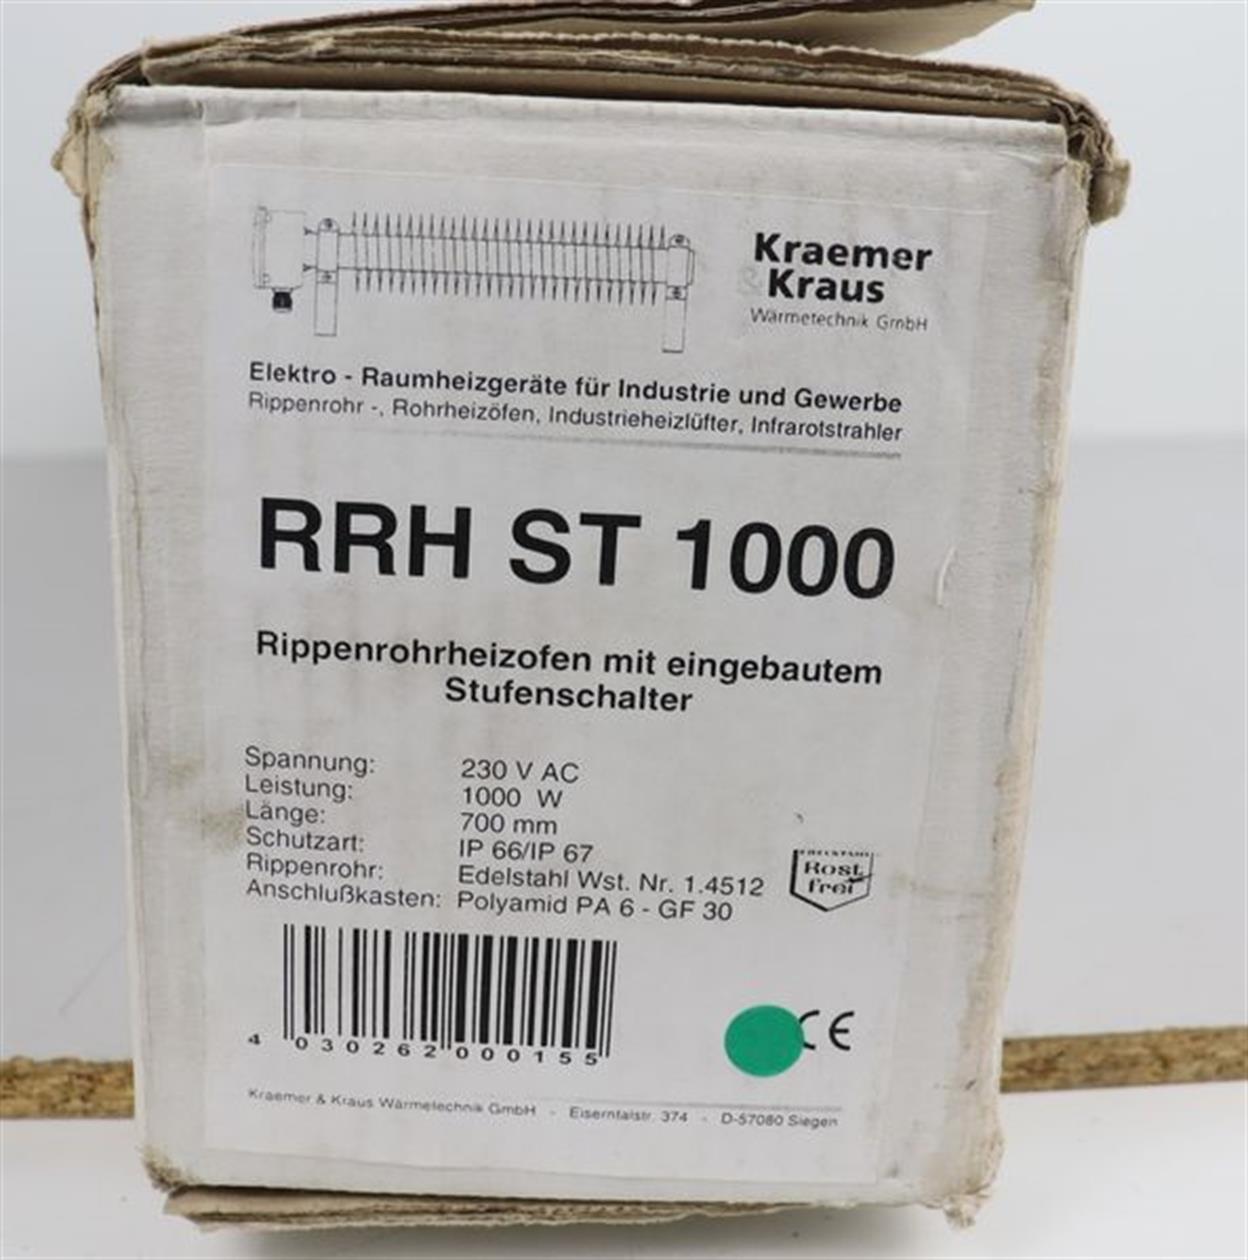 Kraemer
& Kraus
Wärmetechnik GmbH
Elektro - Raumheizgeräte für Industrie und Gewerbe
Rippenrohr -, Rohrheizöfen, Industrieheizlüfter, Infrarotstrahler
RRH ST 1000
Rippenrohrheizofen mit eingebautem
Stufenschalter
Spannung: 230 V AC
Leistung: 1000 W
Länge: 700 mm
Schutzart: IP 66/IP 67
Rippenrohr: Edelstahl Wst. Nr. 1.4512
Anschlußkasten: Polyamid PA 6 - GF 30
EDELSTAHL
Rost
frei
4 030262 000155
CE
Kraemer & Kraus Wärmetechnik GmbH - Eiserntalstr. 374 - D-57080 Siegen